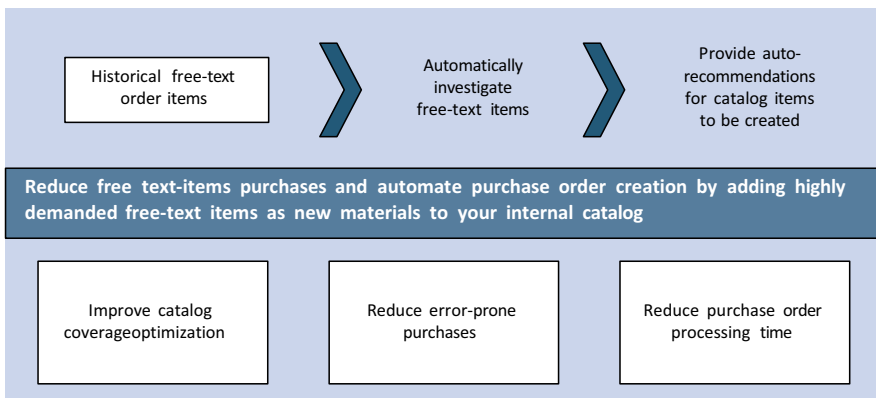 Historical free-text
order items
Automatically
investigate
free-text items
Provide auto-
recommendations
for catalog items
to be created
Reduce free text-items purchases and automate purchase order creation by adding highly
demanded free-text items as new materials to your internal catalog
Improve catalog
coverageoptimization
Reduce error-prone
purchases
Reduce purchase order
processing time